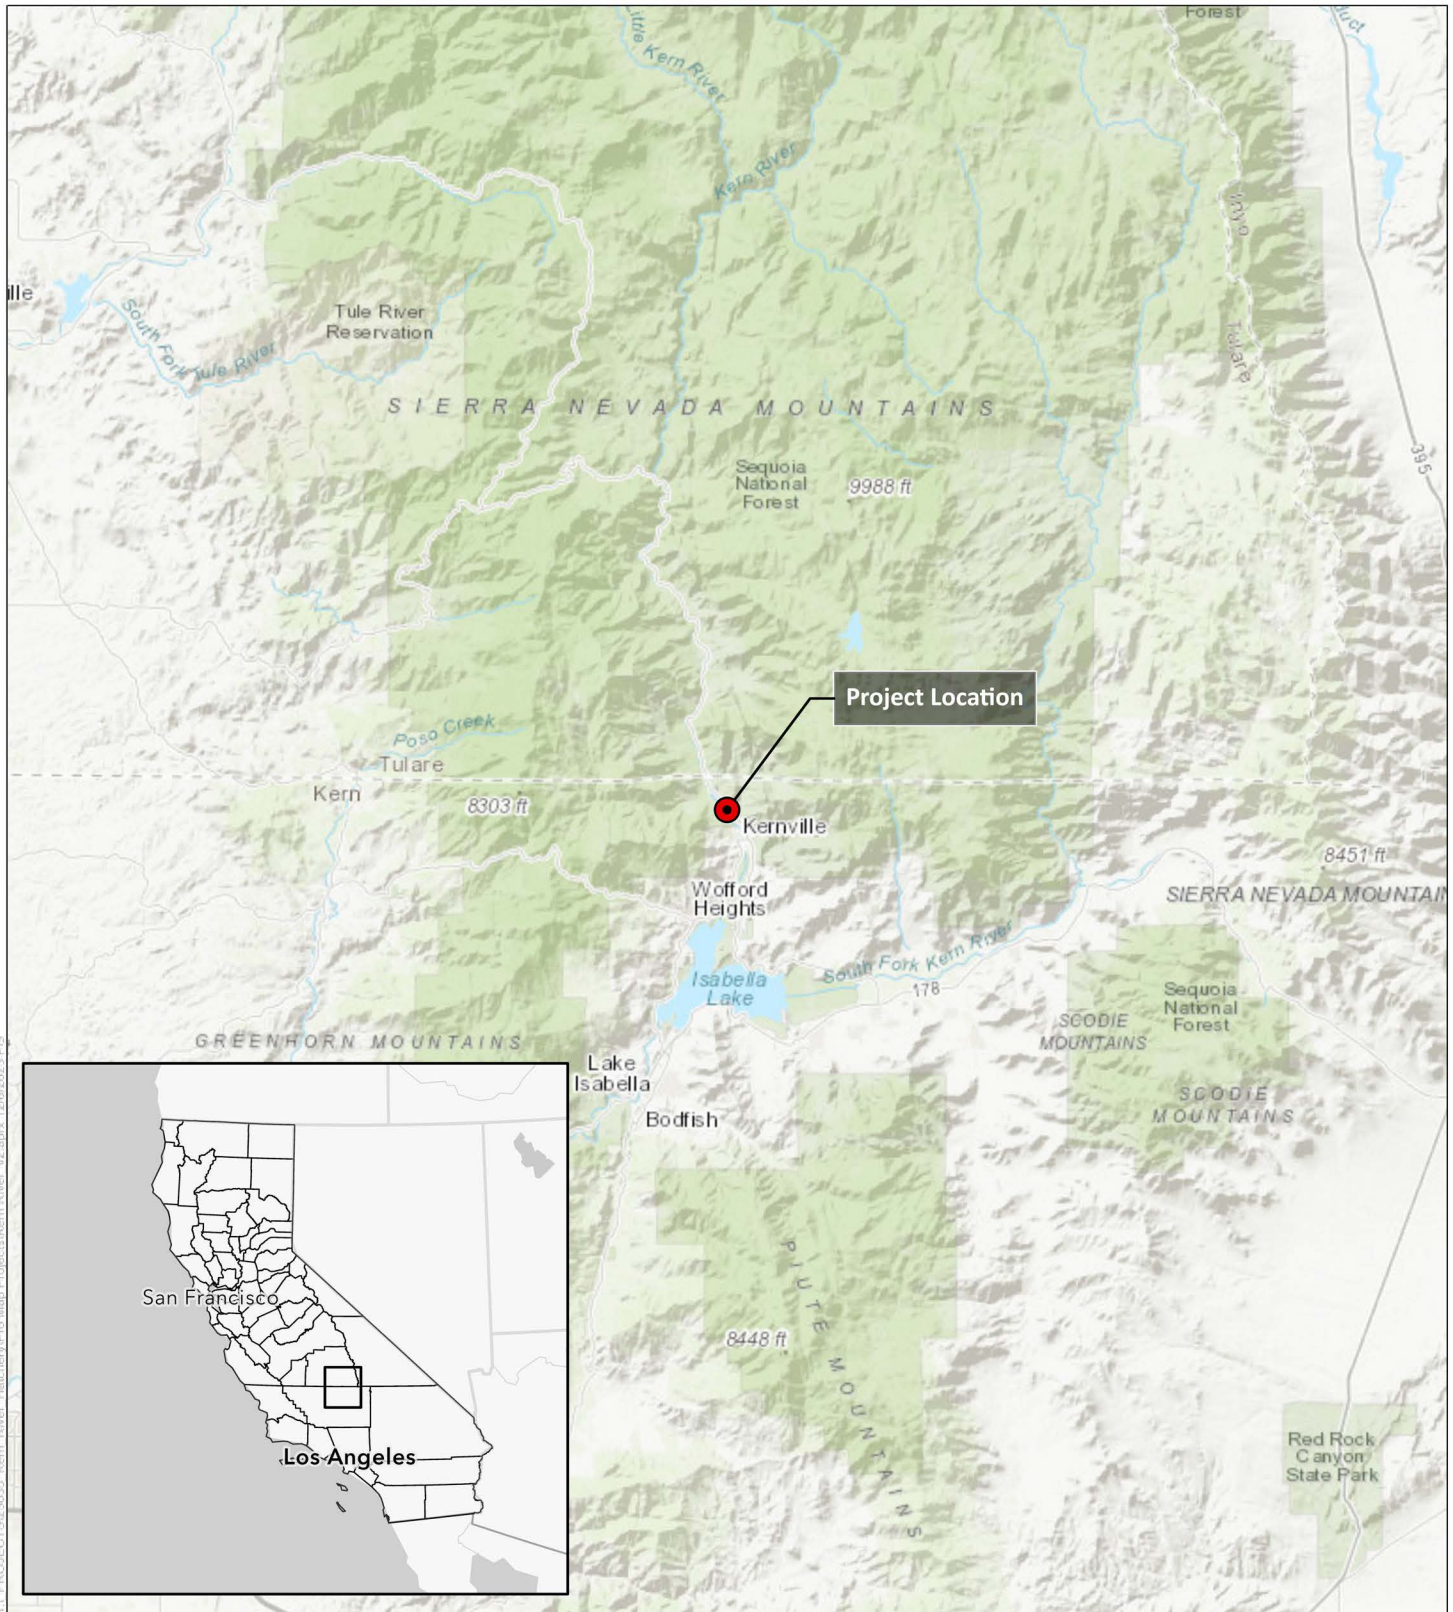 Forest
Little Kern River
duct
Kern River
Inyo
Tulare
ille
South Fork Tule River
Tule River
Reservation
SIERRA NEVADA MOUNTAINS
395
Sequoia
National
Forest
9988 ft
Project Location
Poso Creek
Tulare
Kern
8303 ft
Kernville
8451 ft
Wofford
Heights
SIERRA NEVADA MOUNTAIN
South Fork Kern River
Isabella
Lake
178
Sequoia
National
Forest
SCODIE
MOUNTAINS
GREENHORN MOUNTAINS
Lake
Isabella
SCODIE
MOUNTAINS
Bodfish
PIUTE MOUNTAINS
8448 ft
San Francisco
Los Angeles
Red Rock
Canyon
State Park